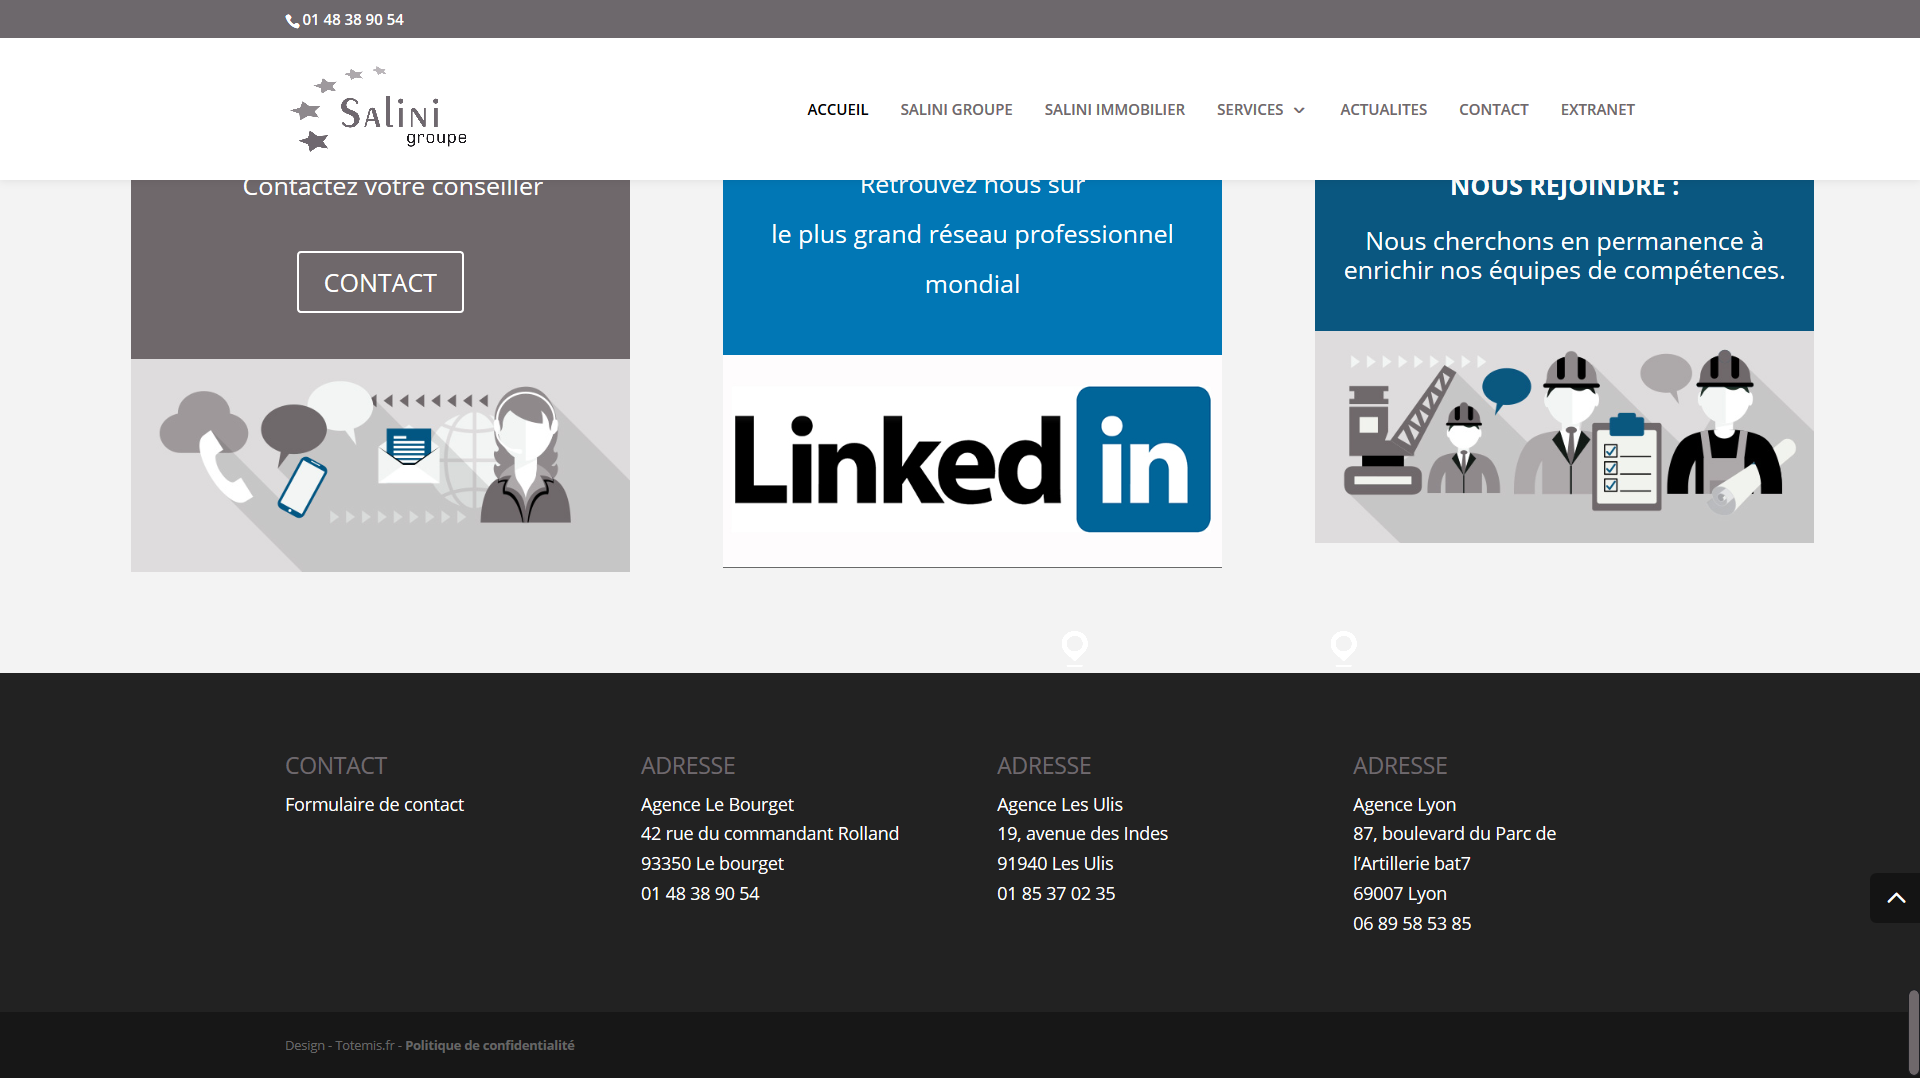 01 48 38 90 54
Salini
groupe
ACCUEIL
SALINI GROUPE
SALINI IMMOBILIER
SERVICES
ACTUALITES
CONTACT
EXTRANET
Contactez votre conseiller
CONTACT
Retrouvez nous sur
le plus grand réseau professionnel
mondial
Linked in
NOUS REJOINDRE :
Nous cherchons en permanence à
enrichir nos équipes de compétences.
CONTACT
Formulaire de contact
ADRESSE
Agence Le Bourget
42 rue du commandant Rolland
93350 Le bourget
01 48 38 90 54
ADRESSE
Agence Les Ulis
19, avenue des Indes
91940 Les Ulis
01 85 37 02 35
ADRESSE
Agence Lyon
87, boulevard du Parc de
l’Artillerie bat7
69007 Lyon
06 89 58 53 85
Design - Totemis.fr - Politique de confidentialité